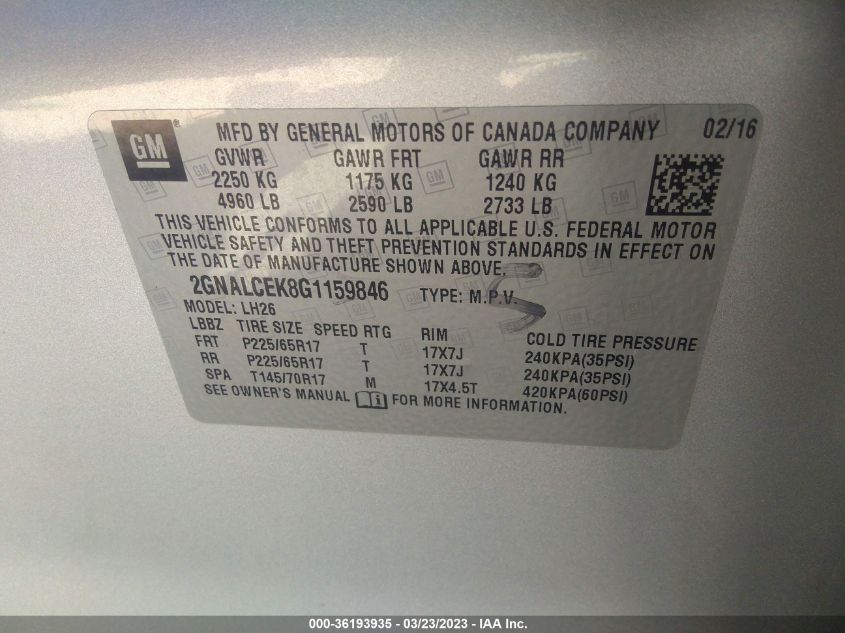 GM ®
MFD BY GENERAL MOTORS OF CANADA COMPANY 02/16
GVWR GAWR FRT GAWR RR
2250 KG 1175 KG 1240 KG
4960 LB 2590 LB 2733 LB
THIS VEHICLE CONFORMS TO ALL APPLICABLE U.S. FEDERAL MOTOR
VEHICLE SAFETY AND THEFT PREVENTION STANDARDS IN EFFECT ON
THE DATE OF MANUFACTURE SHOWN ABOVE.
2GNALCEK8G1159846 TYPE: M.P.V.
MODEL: LH26
LBBZ TIRE SIZE SPEED RTG RIM COLD TIRE PRESSURE
FRT P225/65R17 T 17X7J 240KPA(35PSI)
RR P225/65R17 T 17X7J 240KPA(35PSI)
SPA T145/70R17 M 17X4.5T 420KPA(60PSI)
SEE OWNER'S MANUAL FOR MORE INFORMATION.
000-36193935 - 03/23/2023 - IAA Inc.